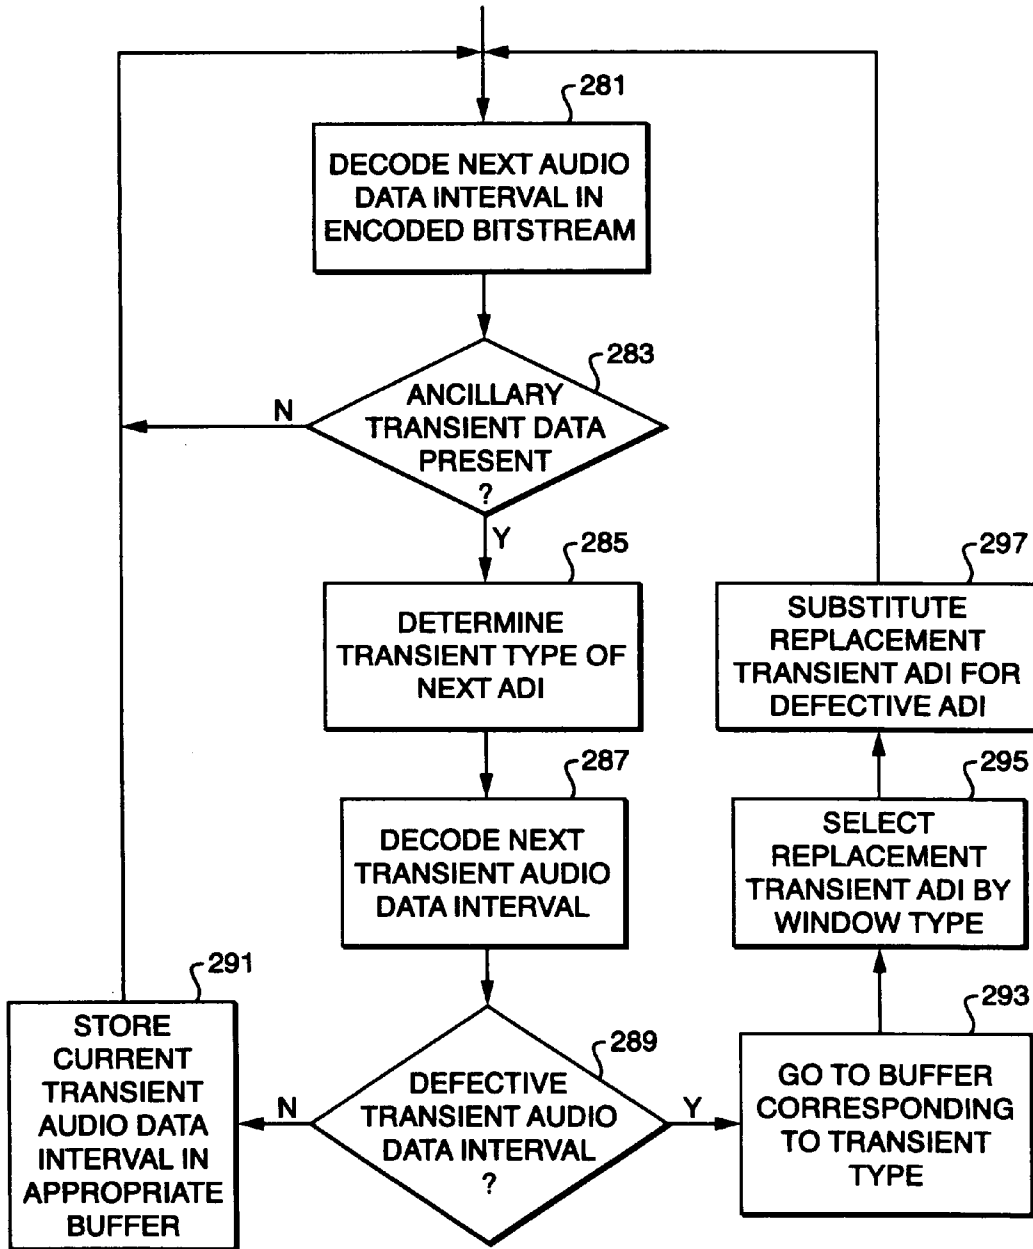 281
DECODE NEXT AUDIO
DATA INTERVAL IN
ENCODED BITSTREAM
283
ANCILLARY
TRANSIENT DATA
PRESENT
?
N
Y
285
DETERMINE
TRANSIENT TYPE OF
NEXT ADI
287
DECODE NEXT
TRANSIENT AUDIO
DATA INTERVAL
289
DEFECTIVE
TRANSIENT AUDIO
DATA INTERVAL
?
N
Y
291
STORE
CURRENT
TRANSIENT
AUDIO DATA
INTERVAL IN
APPROPRIATE
BUFFER
293
GO TO BUFFER
CORRESPONDING
TO TRANSIENT
TYPE
295
SELECT
REPLACEMENT
TRANSIENT ADI BY
WINDOW TYPE
297
SUBSTITUTE
REPLACEMENT
TRANSIENT ADI FOR
DEFECTIVE ADI